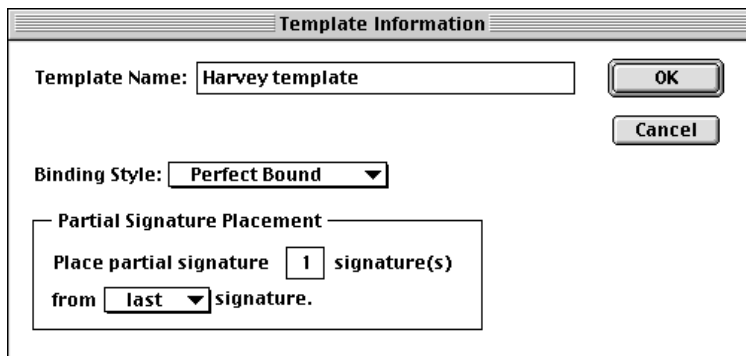 Template Information
Template Name: Harvey template
OK
Cancel
Binding Style: Perfect Bound
Partial Signature Placement
Place partial signature 1 signature(s)
from last signature.